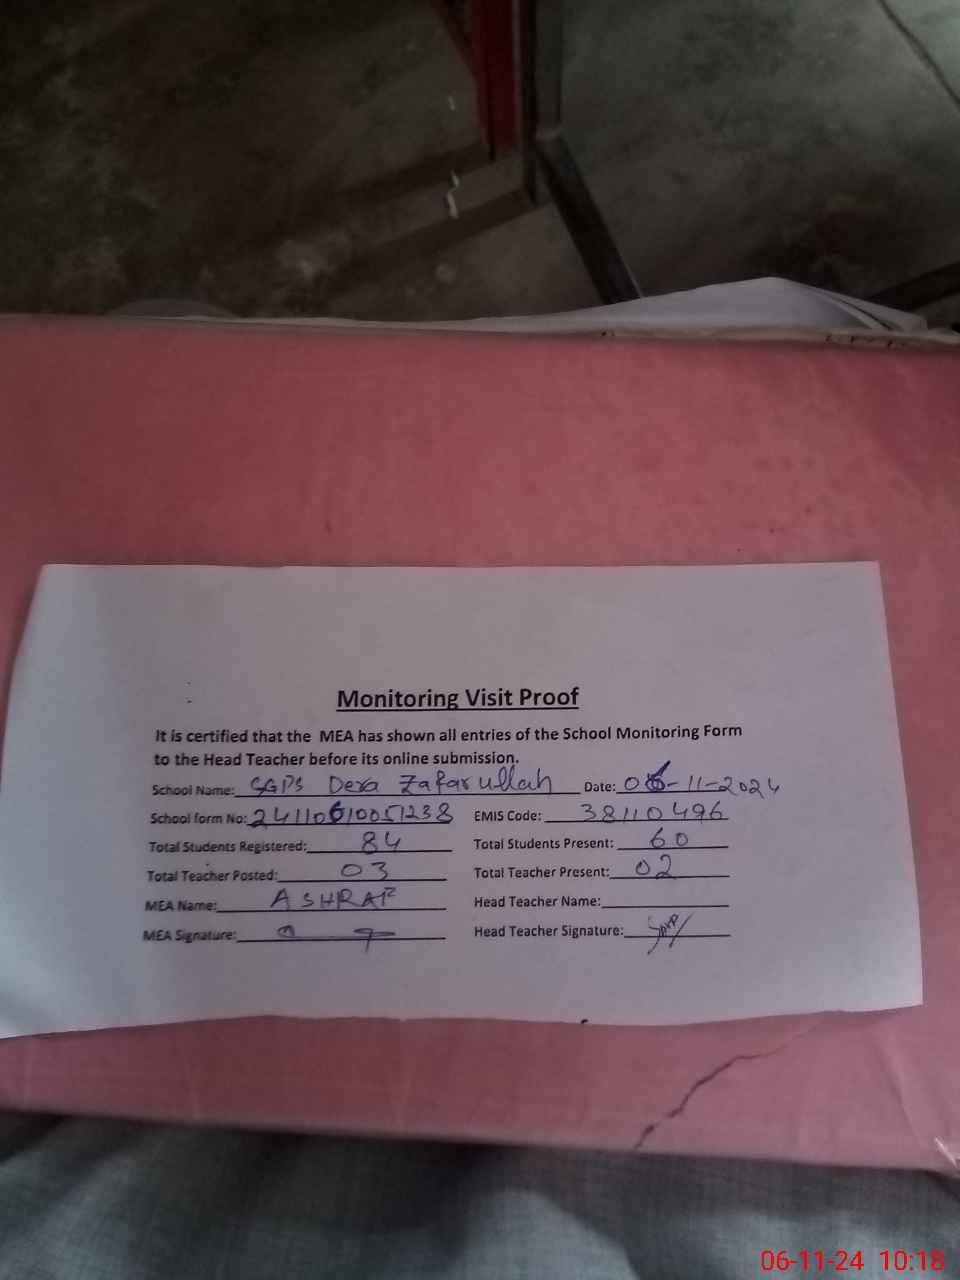 Monitoring Visit Proof
It is certified that the MEA has shown all entries of the School Monitoring Form
to the Head Teacher before its online submission.
School Name: SGPS Dera Zafarullah Date: 06-11-2024
School form No: 24110610051238 EMIS Code: 38110496
Total Students Registered: 84 Total Students Present: 60
Total Teacher Posted: 03 Total Teacher Present: 02
MEA Name: ASHRAF Head Teacher Name:
MEA Signature: Head Teacher Signature:
06-11-24 10:18